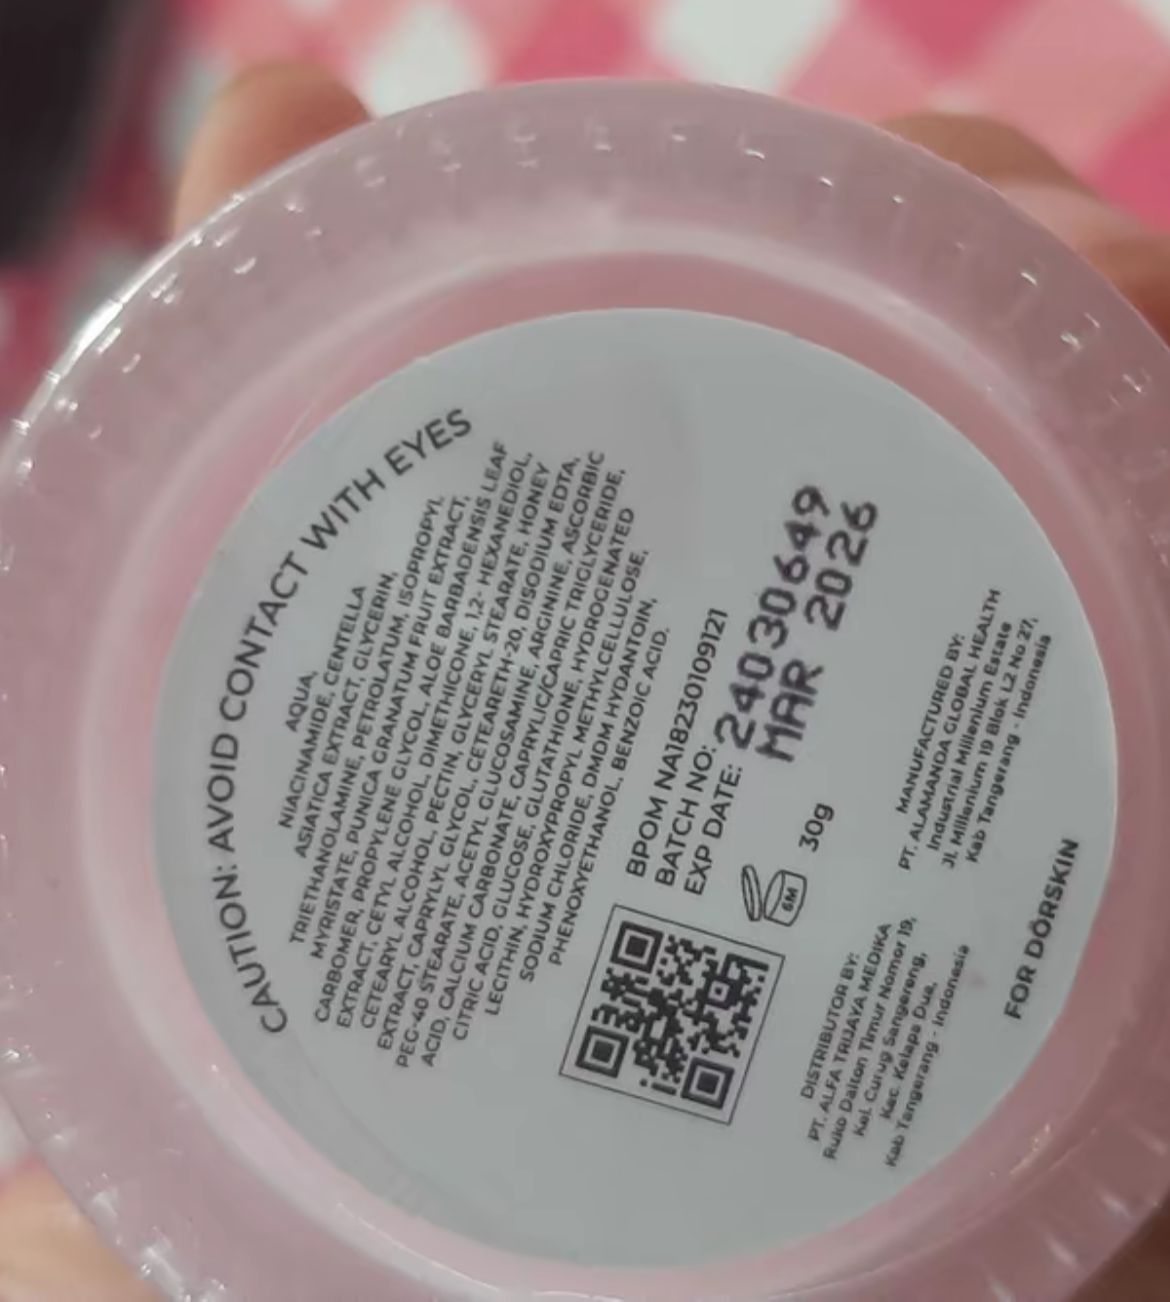 CAUTION: AVOID CONTACT WITH EYES
AQUA,
NIACINAMIDE, CENTELLA
ASIATICA EXTRACT, GLYCERIN,
TRIETHANOLAMINE, PETROLATUM, ISOPROPYL
MYRISTATE, PUNICA GRANATUM FRUIT EXTRACT,
CARBOMER, PROPYLENE GLYCOL, ALOE BARBADENSIS LEAF
EXTRACT, CETYL ALCOHOL, DIMETHICONE, 1,2- HEXANEDIOL,
CETEARYL ALCOHOL, PECTIN, GLYCERYL STEARATE, HONEY
EXTRACT, CAPRYLYL GLYCOL, CETEARETH-20, DISODIUM EDTA,
PEG-40 STEARATE, ACETYL GLUCOSAMINE, ARGININE, ASCORBIC
ACID, CALCIUM CARBONATE, CAPRYLIC/CAPRIC TRIGLYCERIDE,
CITRIC ACID, GLUCOSE, GLUTATHIONE, HYDROGENATED
LECITHIN, HYDROXYPROPYL METHYLCELLULOSE,
SODIUM CHLORIDE, DMDM HYDANTOIN,
PHENOXYETHANOL, BENZOIC ACID.
BPOM NA18230109121
BATCH NO: 24030649
EXP DATE: MAR 2026
6M
30g
DISTRIBUTOR BY:
PT. ALFA TRIJAYA MEDIKA
Ruko Dalton Timur Nomor 19,
Kel. Curug Sangereng,
Kec. Kelapa Dua,
Kab Tangerang - Indonesia
MANUFACTURED BY:
PT. ALAMANDA GLOBAL HEALTH
Industrial Millenium Estate
Jl. Millenium 19 Blok L2 No 27,
Kab Tangerang - Indonesia
FOR DÖRSKIN